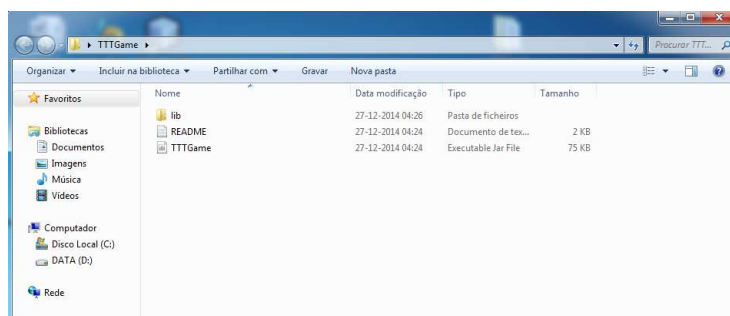 TTTGame
Procurar TTT...
Organizar
Incluir na biblioteca
Partilhar com
Gravar
Nova pasta
Favoritos
Bibliotecas
Documentos
Imagens
Música
Vídeos
Computador
Disco Local (C:)
DATA (D:)
Rede
Nome Data modificação Tipo Tamanho
lib 27-12-2014 04:26 Pasta de ficheiros
README 27-12-2014 04:24 Documento de tex... 2 KB
TTTGame 27-12-2014 04:24 Executable Jar File 75 KB